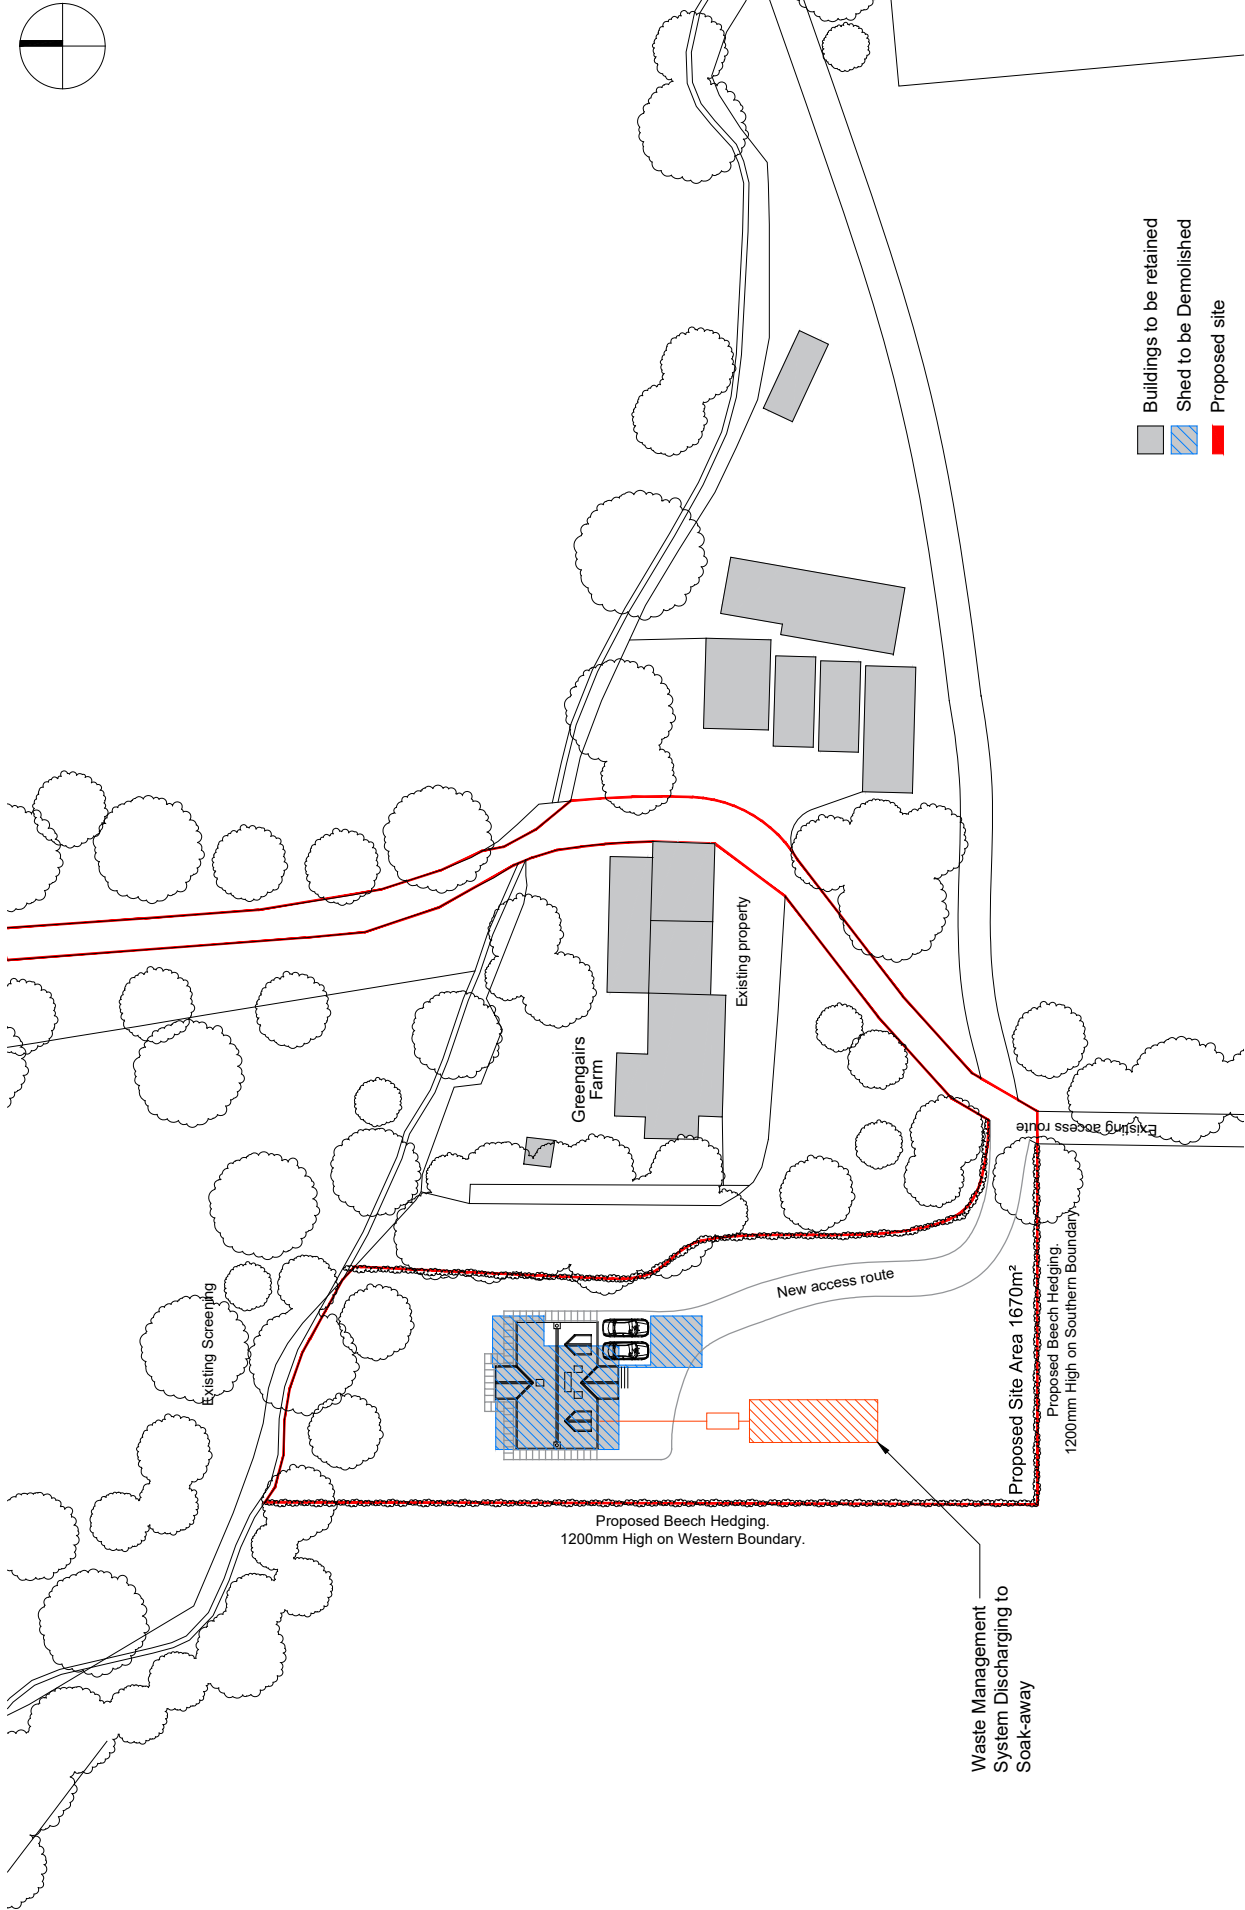 Existing Screening
Greengairs
Farm
Existing property
New access route
Existing access route
Proposed Site Area 1670m²
Proposed Beech Hedging.
1200mm High on Southern Boundary.
Proposed Beech Hedging.
1200mm High on Western Boundary.
Waste Management
System Discharging to
Soak-away
Buildings to be retained
Shed to be Demolished
Proposed site